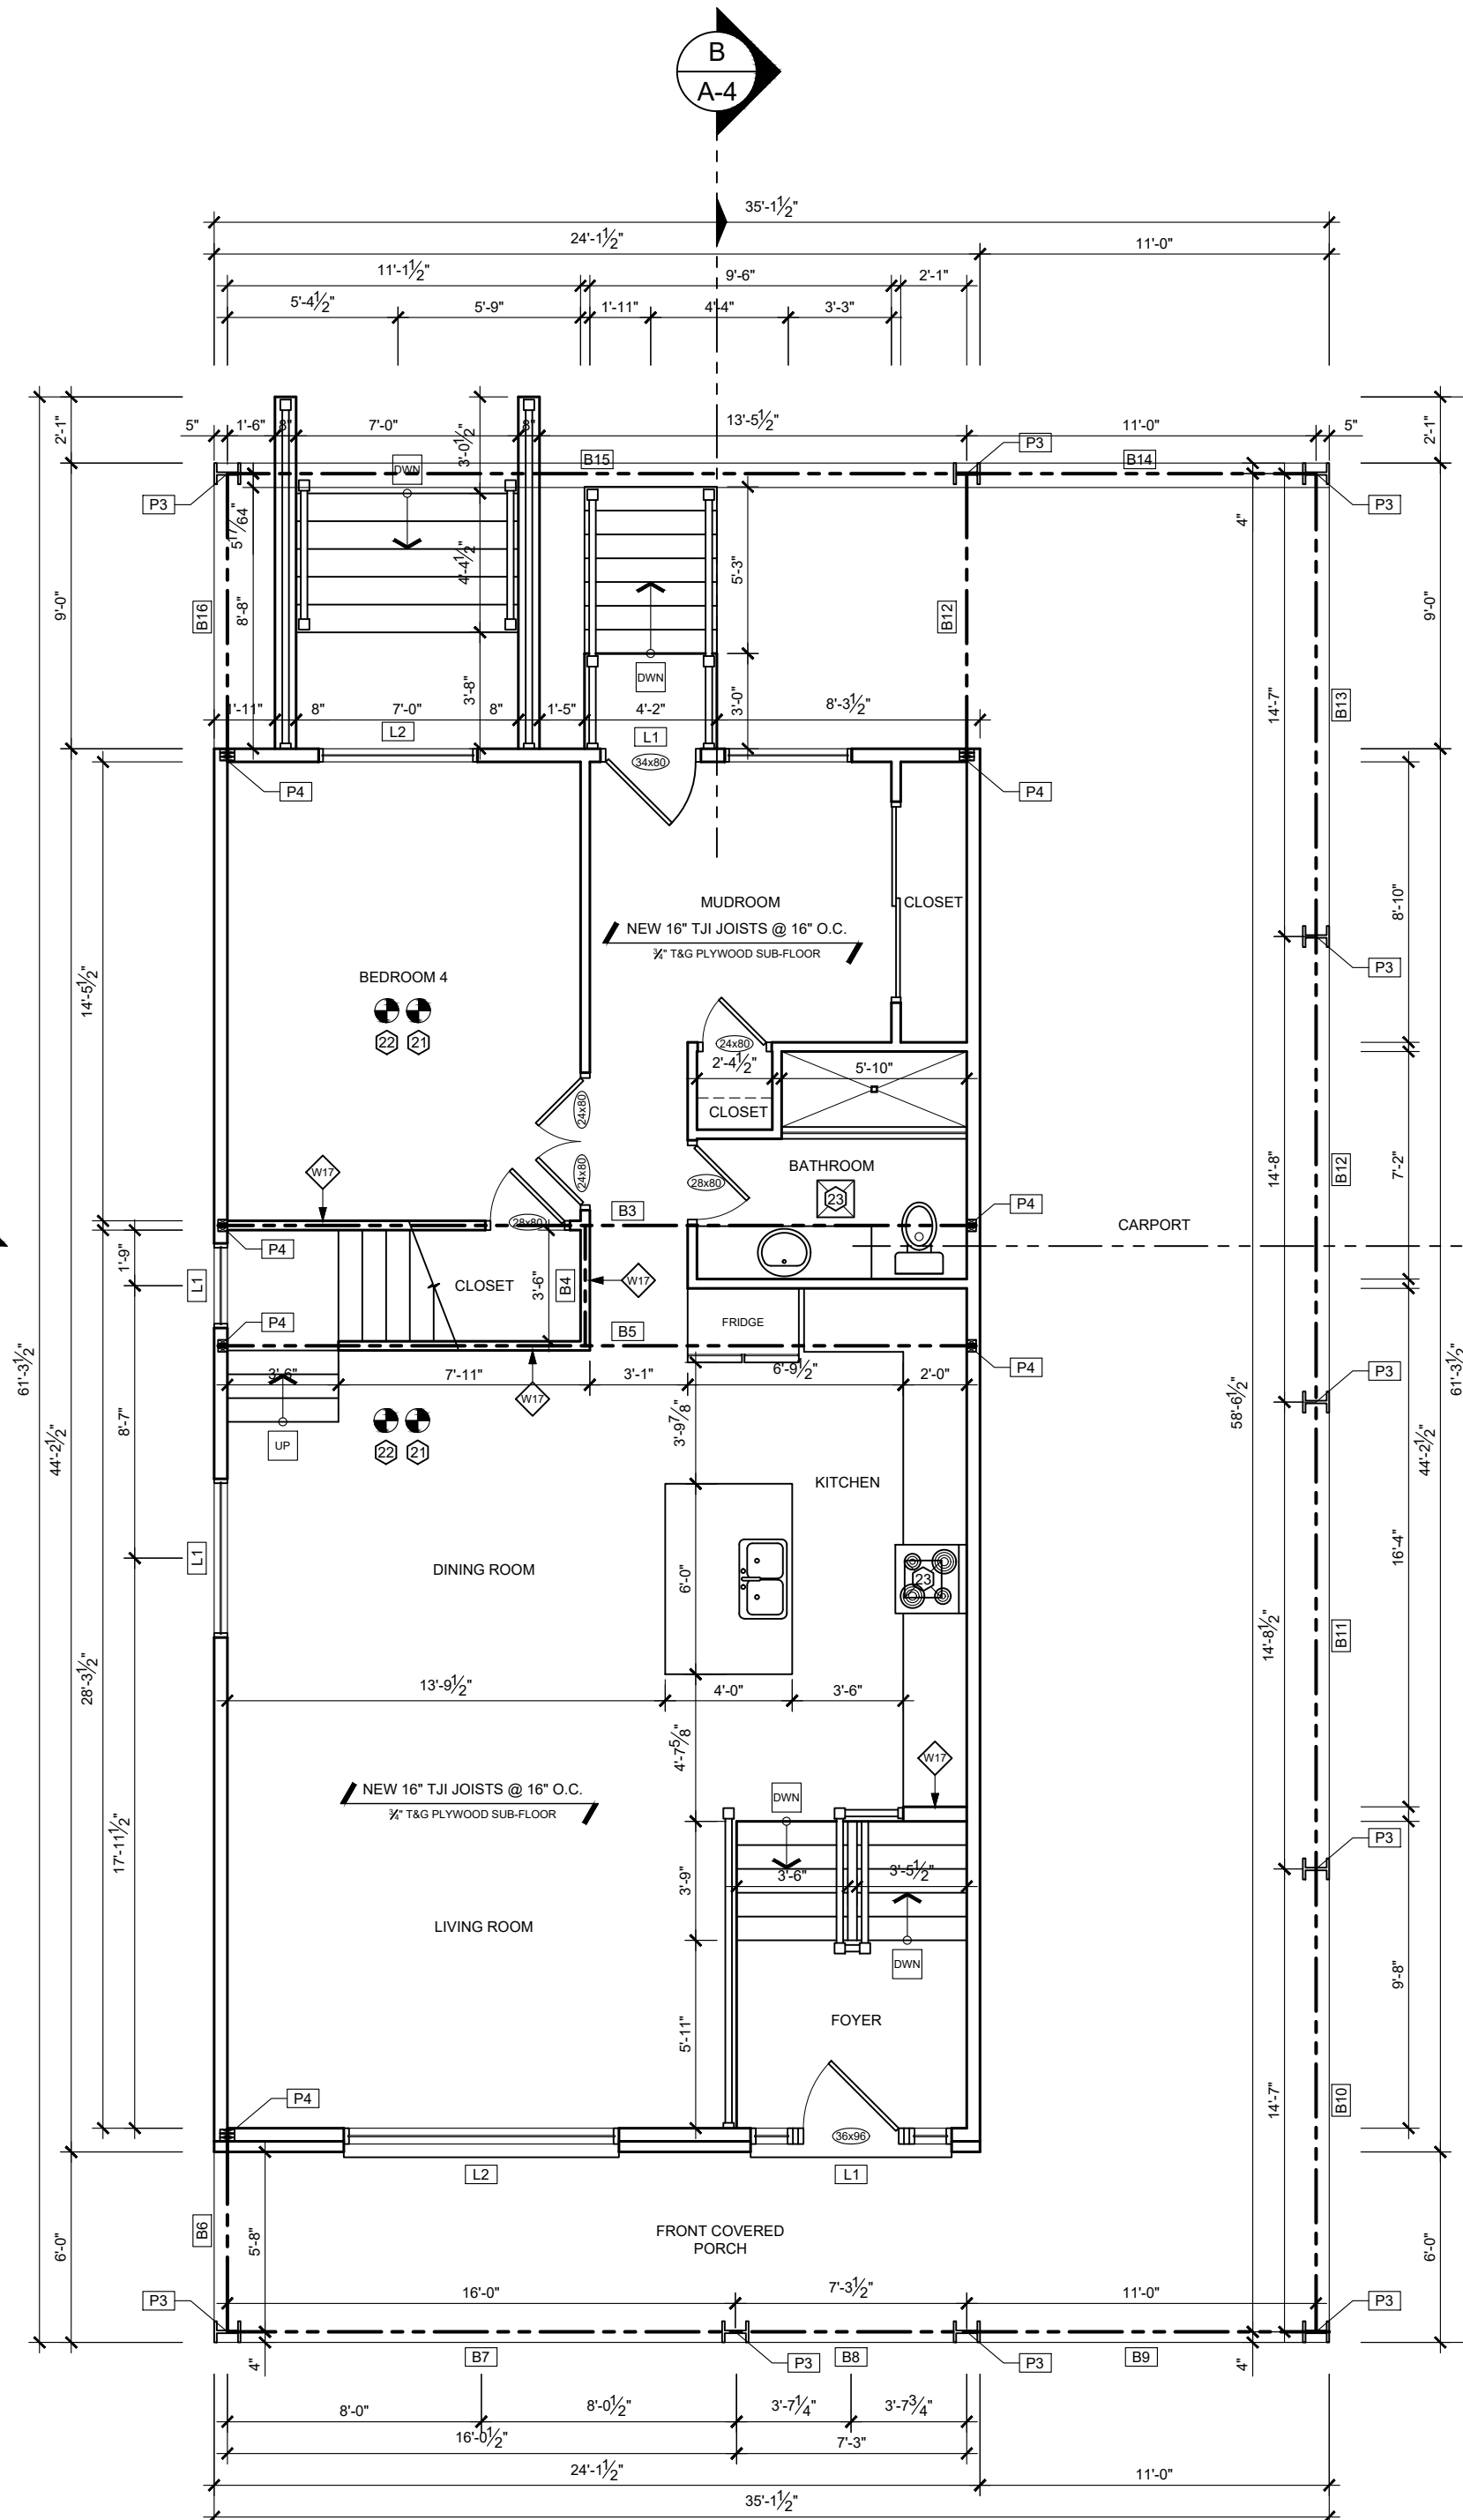 B
A-4
35'-1½"
24'-1½"
11'-0"
11'-1½"
9'-6"
2'-1"
5'-4½"
5'-9"
1'-11"
4'-4"
3'-3"
5"
1'-6"
8"
7'-0"
8"
13'-5½"
11'-0"
5"
P3
B15
B14
DWN
P3
P3
2'-1"
3'-0½"
2'-1"
5 17/64"
4'-4½"
5'-3"
4"
9'-0"
B16
8'-8"
B12
14'-7"
9'-0"
3'-8"
DWN
3'-0"
B13
1'-11"
8"
7'-0"
8"
1'-5"
4'-2"
8'-3½"
L2
L1
34x80
P4
P4
MUDROOM
CLOSET
NEW 16" TJI JOISTS @ 16" O.C.
¾" T&G PLYWOOD SUB-FLOOR
8'-10"
P3
BEDROOM 4
14'-5½"
22
21
24x80
2'-4½"
5'-10"
24x80
CLOSET
W17
24x80
28x80
BATHROOM
23
14'-8"
B12
7'-2"
28x80
B3
P4
CARPORT
P4
1'-9"
L1
CLOSET
3'-6"
B4
W17
P4
B5
FRIDGE
P4
61'-3½"
3'-6"
7'-11"
3'-1"
6'-9½"
2'-0"
W17
P3
58'-6½"
61'-3½"
44'-2½"
8'-7"
UP
22
21
3'-9⅞"
44'-2½"
KITCHEN
L1
DINING ROOM
6'-0"
23
16'-4"
14'-8½"
B11
28'-3½"
13'-9½"
4'-0"
3'-6"
4'-7⅝"
W17
NEW 16" TJI JOISTS @ 16" O.C.
¾" T&G PLYWOOD SUB-FLOOR
DWN
17'-11½"
P3
3'-9"
3'-6"
3'-5½"
LIVING ROOM
DWN
9'-8"
5'-11"
FOYER
P4
14'-7"
B10
36x96
L2
L1
B6
5'-8"
6'-0"
FRONT COVERED
PORCH
6'-0"
16'-0"
7'-3½"
11'-0"
P3
P3
4"
B7
P3
B8
P3
B9
4"
8'-0"
8'-0½"
3'-7¼"
3'-7¾"
16'-0½"
7'-3"
24'-1½"
11'-0"
35'-1½"